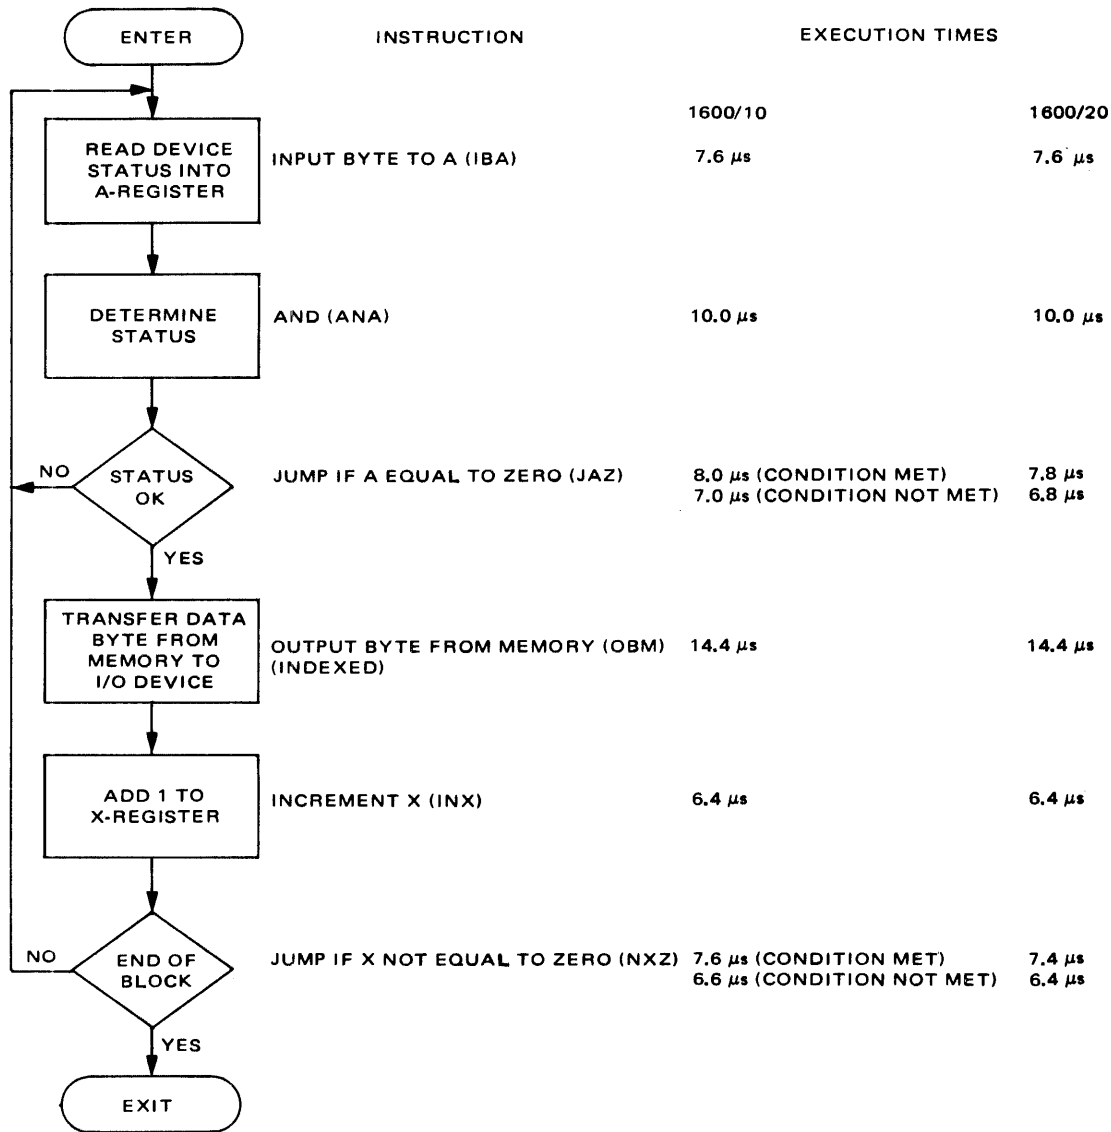 ENTER
INSTRUCTION
EXECUTION TIMES
1600/10
1600/20
READ DEVICE
STATUS INTO
A-REGISTER
INPUT BYTE TO A (IBA)
7.6 μs
7.6 μs
DETERMINE
STATUS
AND (ANA)
10.0 μs
10.0 μs
NO
STATUS
OK
JUMP IF A EQUAL TO ZERO (JAZ)
8.0 μs (CONDITION MET)
7.8 μs
7.0 μs (CONDITION NOT MET)
6.8 μs
YES
TRANSFER DATA
BYTE FROM
MEMORY TO
I/O DEVICE
OUTPUT BYTE FROM MEMORY (OBM)
(INDEXED)
14.4 μs
14.4 μs
ADD 1 TO
X-REGISTER
INCREMENT X (INX)
6.4 μs
6.4 μs
NO
END OF
BLOCK
JUMP IF X NOT EQUAL TO ZERO (NXZ)
7.6 μs (CONDITION MET)
7.4 μs
6.6 μs (CONDITION NOT MET)
6.4 μs
YES
EXIT